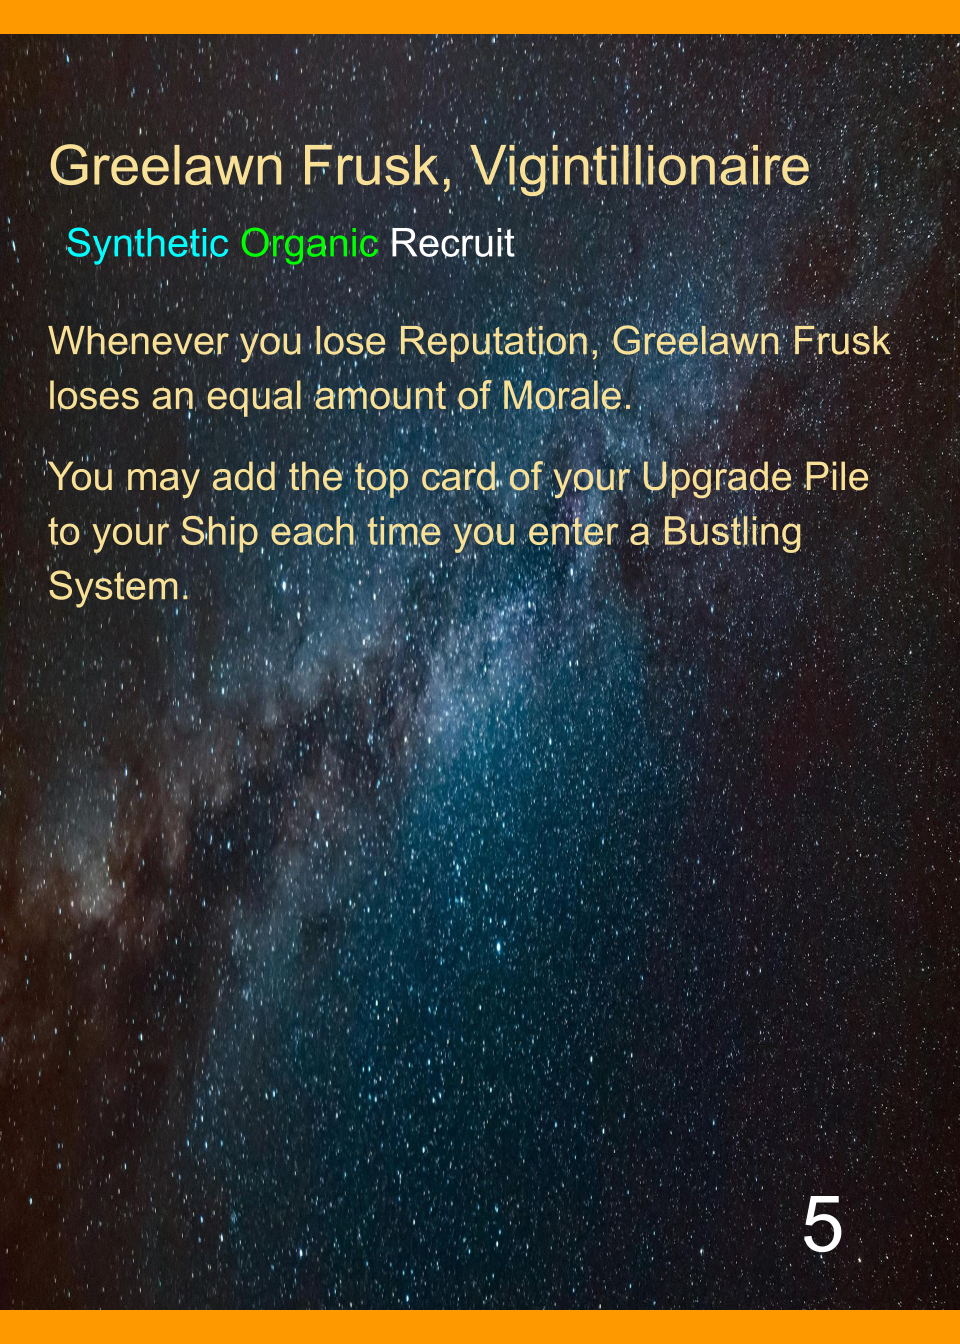 Greelawn Frusk, Vigintillionaire
Synthetic Organic Recruit
Whenever you lose Reputation, Greelawn Frusk
loses an equal amount of Morale.
You may add the top card of your Upgrade Pile
to your Ship each time you enter a Bustling
System.
5